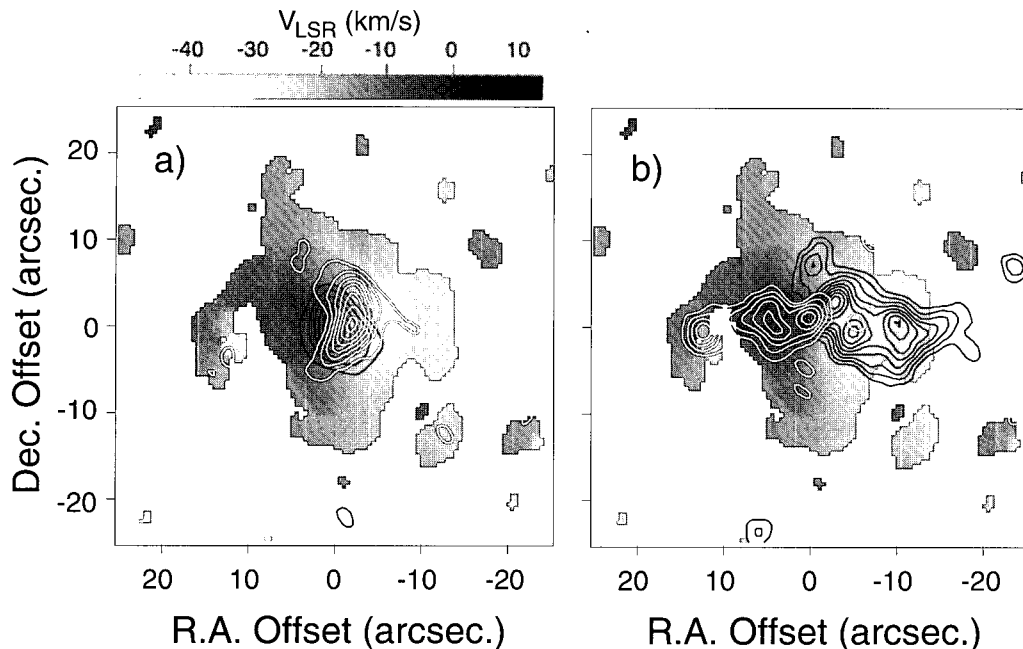 V_LSR (km/s)
-40 -30 -20 -10 0 10
a)
b)
20
10
0
-10
-20
Dec. Offset (arcsec.)
20 10 0 -10 -20
20 10 0 -10 -20
R.A. Offset (arcsec.)
R.A. Offset (arcsec.)